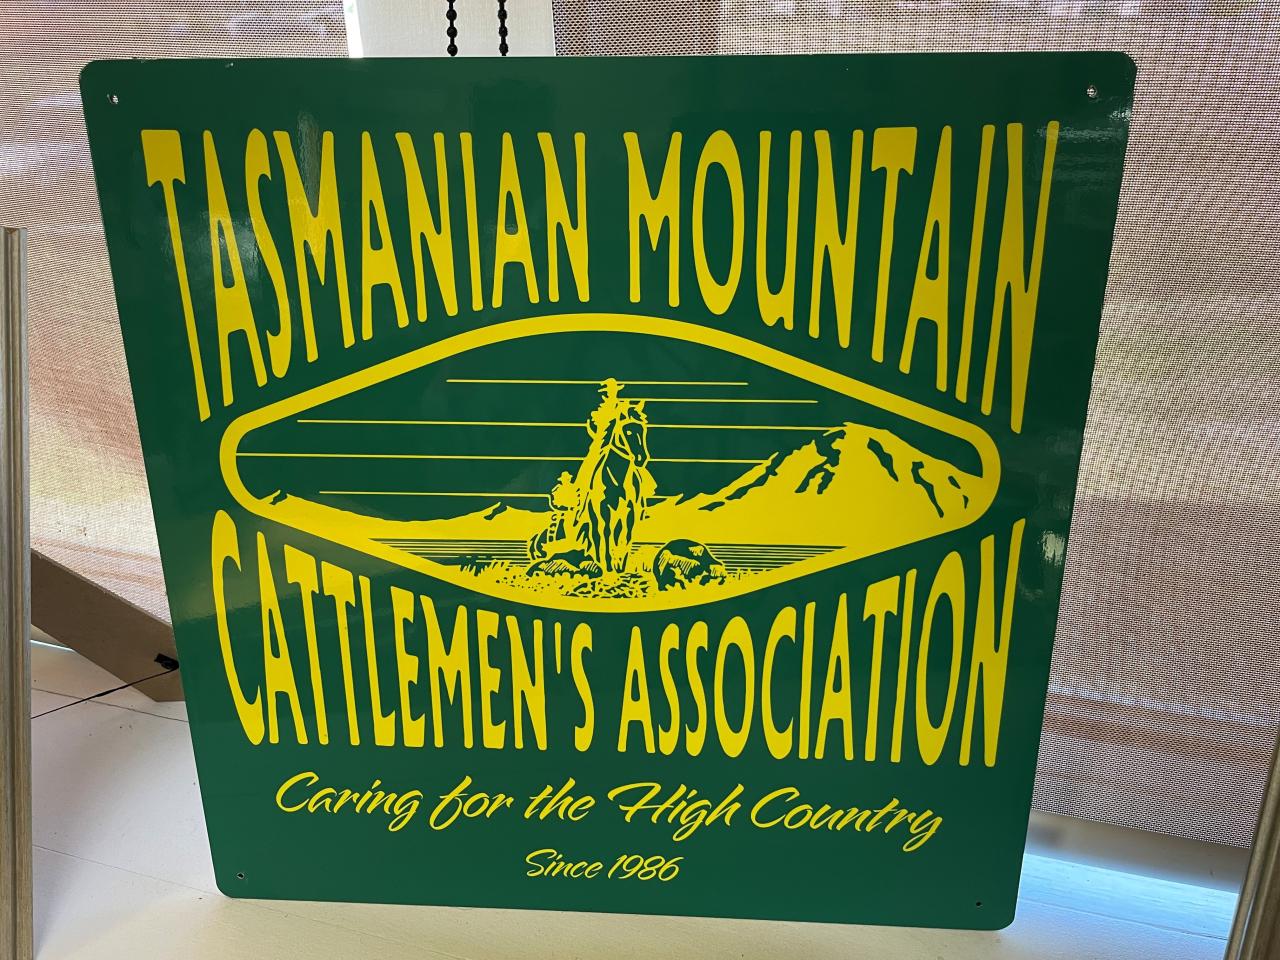 TASMANIAN MOUNTAIN
CATTLEMEN'S ASSOCIATION
Caring for the High Country
Since 1986